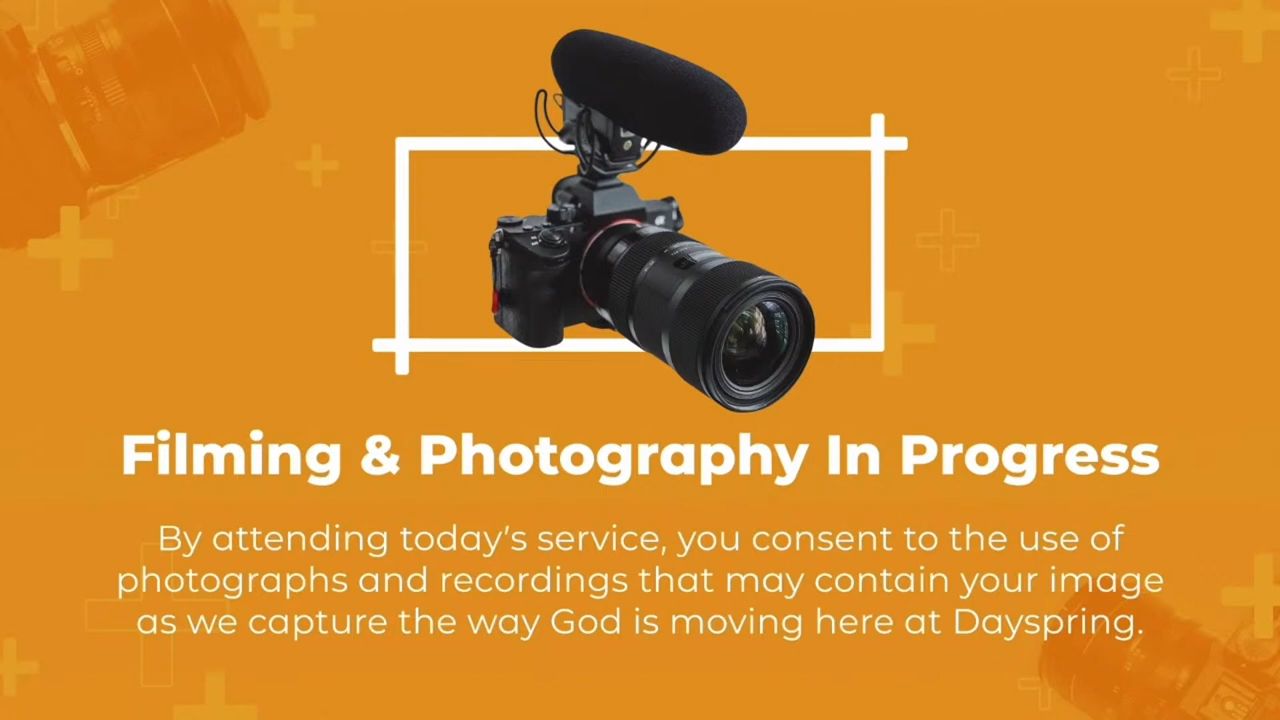 Filming & Photography In Progress
By attending today's service, you consent to the use of
photographs and recordings that may contain your image
as we capture the way God is moving here at Dayspring.